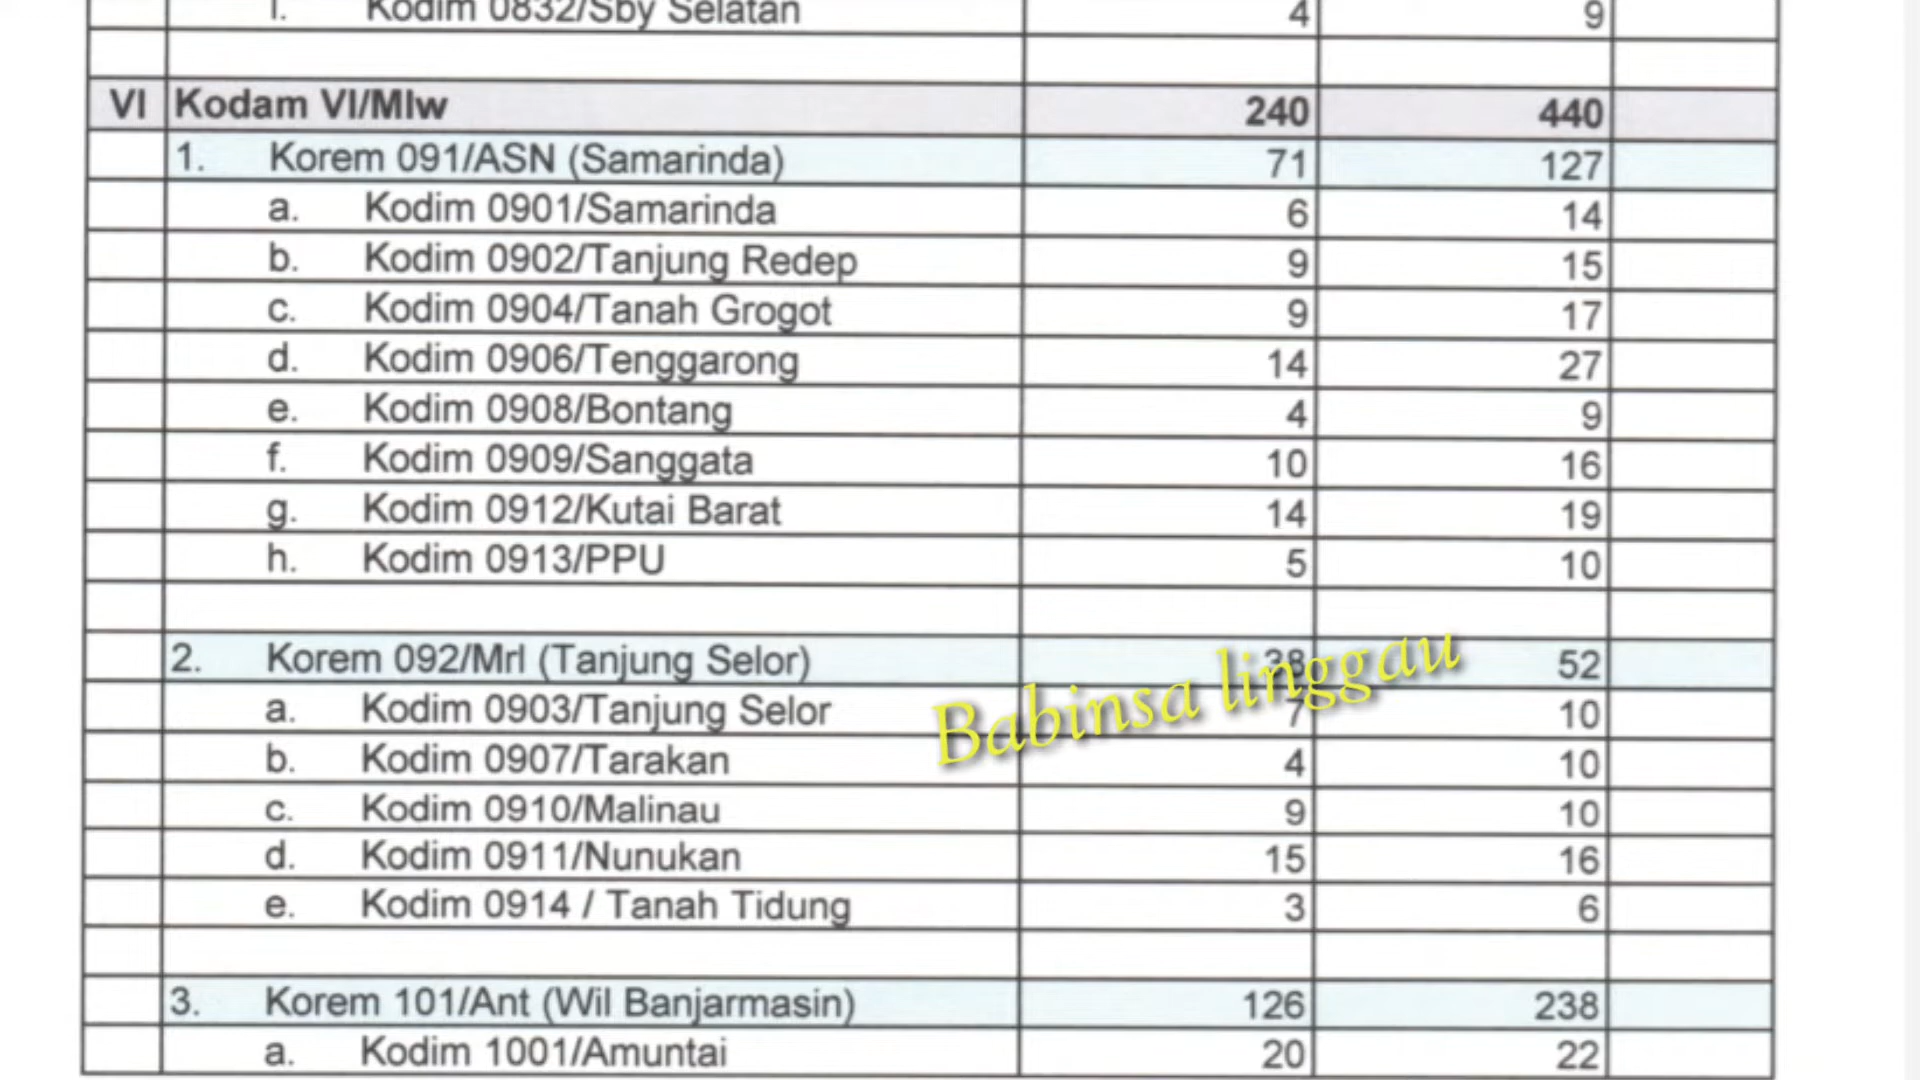 Kodim 0832/Sby Selatan 4 9
VI Kodam VI/Mlw 240 440
1. Korem 091/ASN (Samarinda) 71 127
a. Kodim 0901/Samarinda 6 14
b. Kodim 0902/Tanjung Redep 9 15
c. Kodim 0904/Tanah Grogot 9 17
d. Kodim 0906/Tenggarong 14 27
e. Kodim 0908/Bontang 4 9
f. Kodim 0909/Sanggata 10 16
g. Kodim 0912/Kutai Barat 14 19
h. Kodim 0913/PPU 5 10
2. Korem 092/Mrl (Tanjung Selor) 38 52
Babinsa linggau
a. Kodim 0903/Tanjung Selor 7 10
b. Kodim 0907/Tarakan 4 10
c. Kodim 0910/Malinau 9 10
d. Kodim 0911/Nunukan 15 16
e. Kodim 0914 / Tanah Tidung 3 6
3. Korem 101/Ant (Wil Banjarmasin) 126 238
a. Kodim 1001/Amuntai 20 22